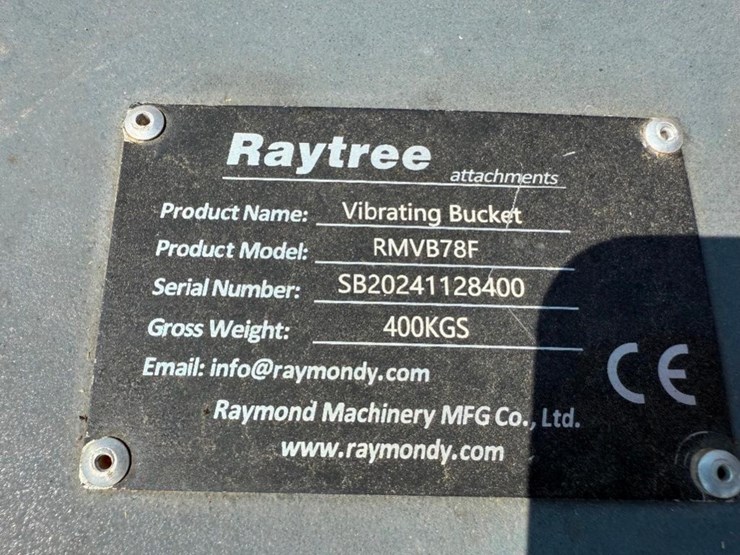 Raytree
attachments
Product Name: Vibrating Bucket
Product Model: RMVB78F
Serial Number: SB20241128400
Gross Weight: 400KGS
Email: info@raymondy.com
CE
Raymond Machinery MFG Co., Ltd.
www.raymondy.com